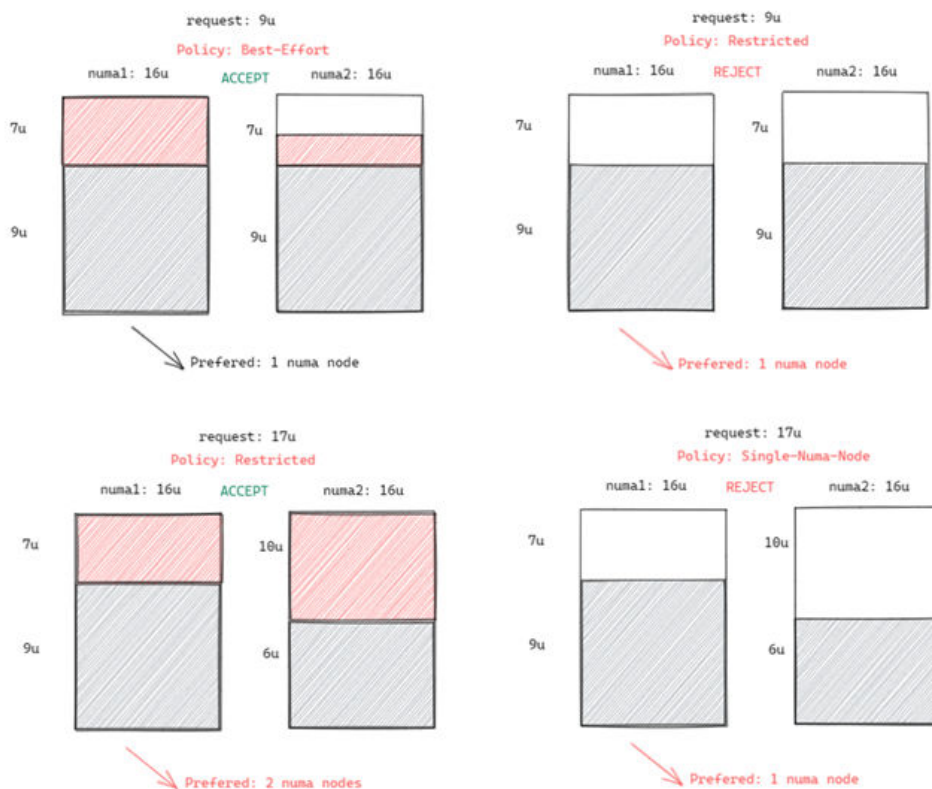 request: 9u
Policy: Best-Effort
numa1: 16u ACCEPT numa2: 16u
7u 7u
9u 9u
Prefered: 1 numa node
request: 9u
Policy: Restricted
numa1: 16u REJECT numa2: 16u
7u 7u
9u 9u
Prefered: 1 numa node
request: 17u
Policy: Restricted
numa1: 16u ACCEPT numa2: 16u
7u 10u
9u 6u
Prefered: 2 numa nodes
request: 17u
Policy: Single-Numa-Node
numa1: 16u REJECT numa2: 16u
7u 10u
9u 6u
Prefered: 1 numa node